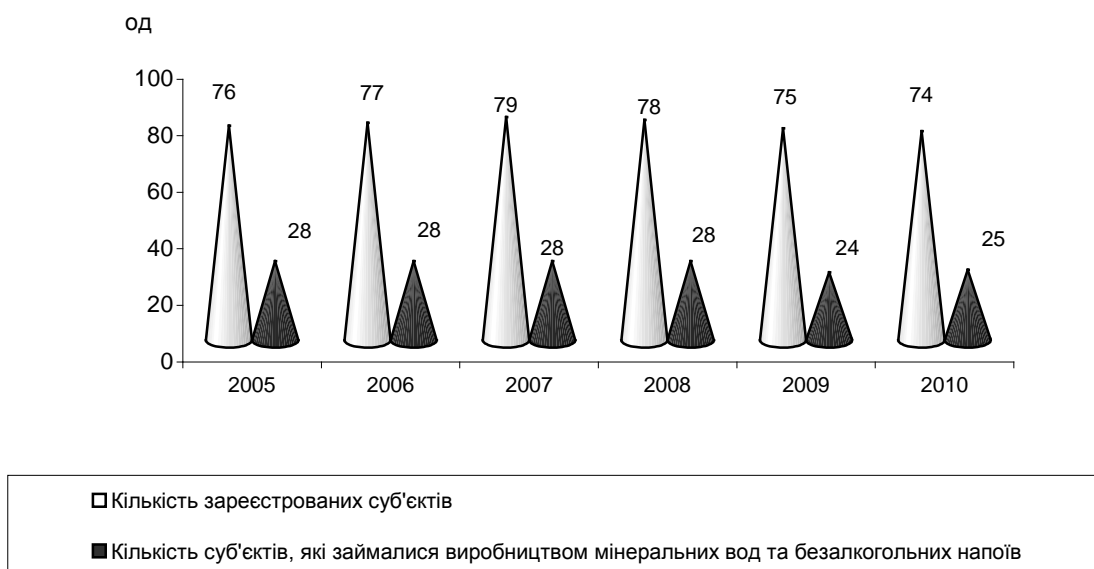 од
100
80
60
40
20
0
76 77 79 78 75 74
28 28 28 28 24 25
2005 2006 2007 2008 2009 2010
Кількість зареєстрованих суб'єктів
Кількість суб'єктів, які займалися виробництвом мінеральних вод та безалкогольних напоїв